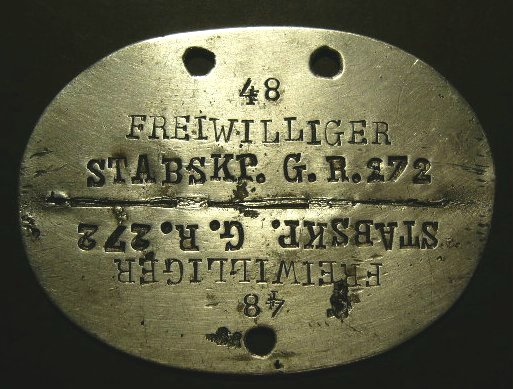 48
FREIWILLIGER
STABSKP. G. R. 272
STABSKP. G. R. 272
FREIWILLIGER
48